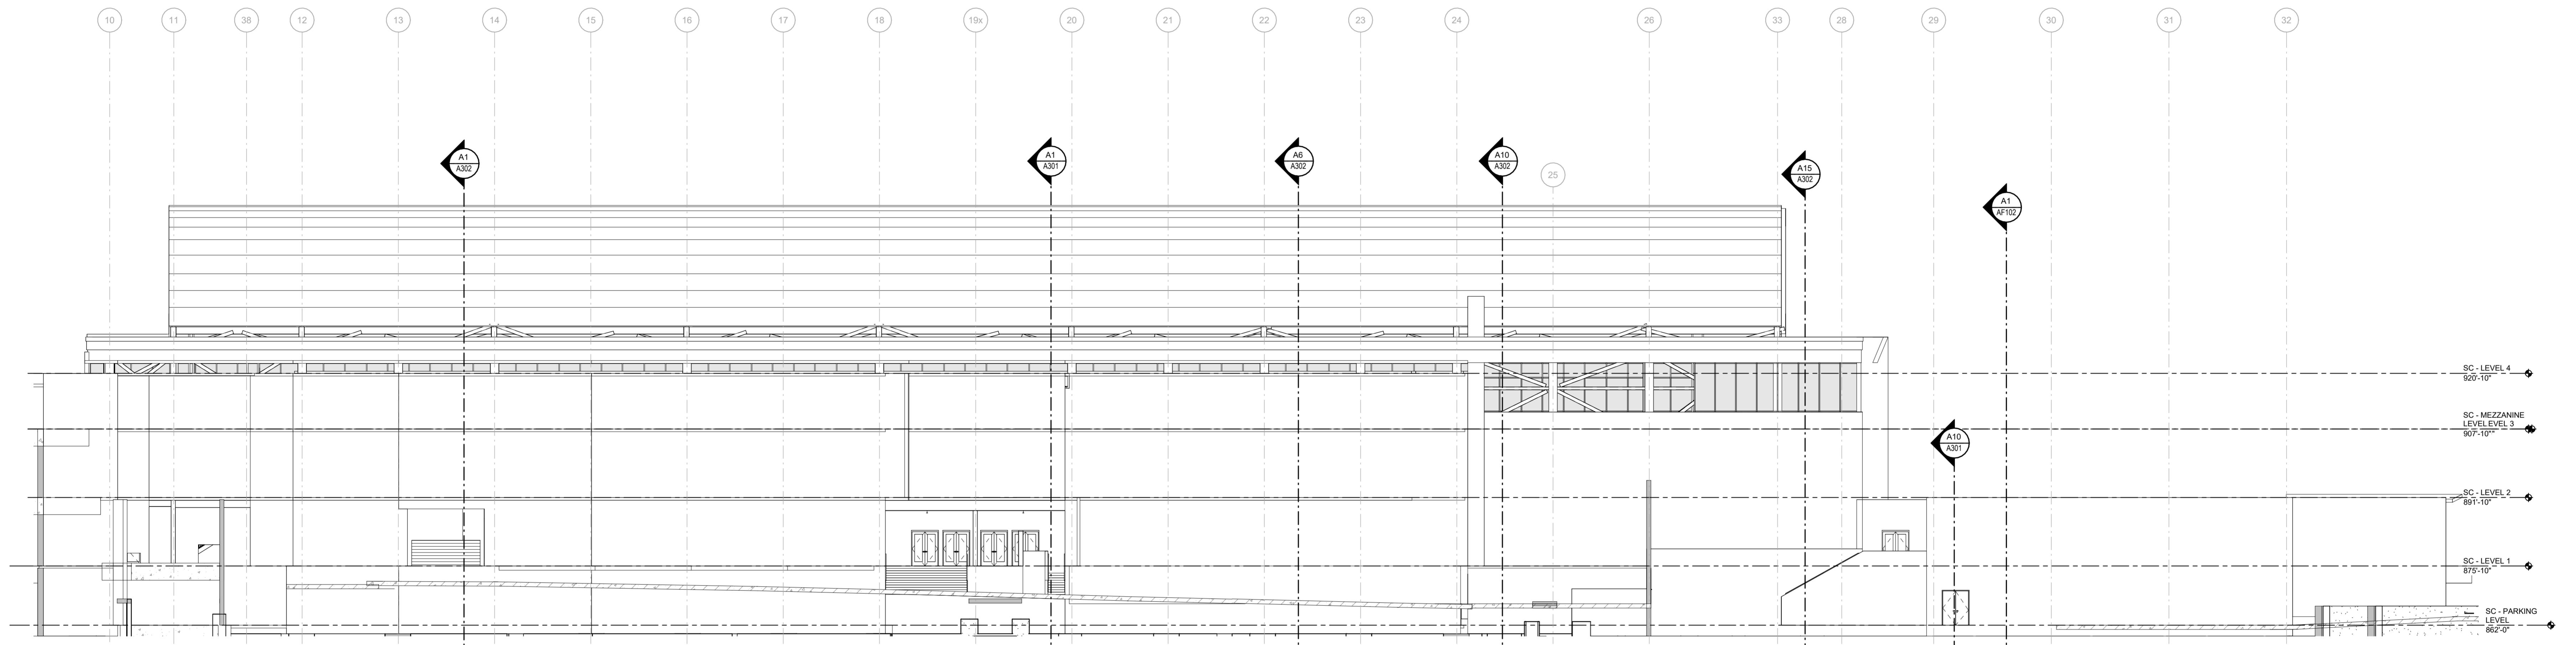 10 11 38 12 13 14 15 16 17 18 19x 20 21 22 23 24 26 33 28 29 30 31 32
A1
A302
A1
A301
A6
A302
A10
A302
25
A15
A302
A1
AF102
SC - LEVEL 4
920'-10"
SC - MEZZANINE
LEVELEVEL 3
907'-10""
A10
A301
SC - LEVEL 2
891'-10"
SC - LEVEL 1
875'-10"
SC - PARKING
LEVEL
862'-0"